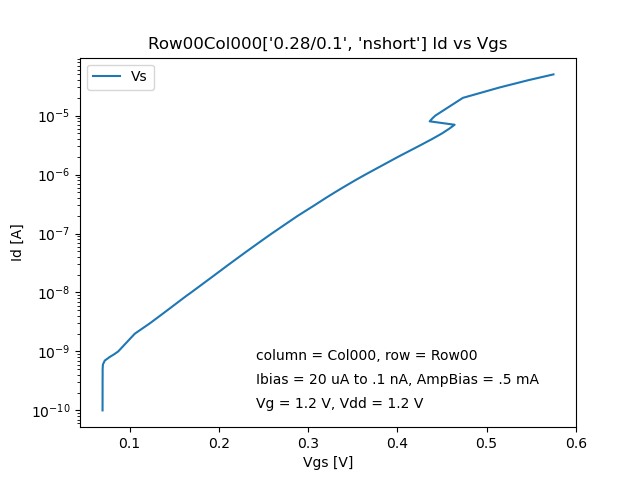 Row00Col000['0.28/0.1', 'nshort'] Id vs Vgs
Vs
10⁻⁵
10⁻⁶
10⁻⁷
10⁻⁸
10⁻⁹
10⁻¹⁰
Id [A]
column = Col000, row = Row00
Ibias = 20 uA to .1 nA, AmpBias = .5 mA
Vg = 1.2 V, Vdd = 1.2 V
0.1 0.2 0.3 0.4 0.5 0.6
Vgs [V]